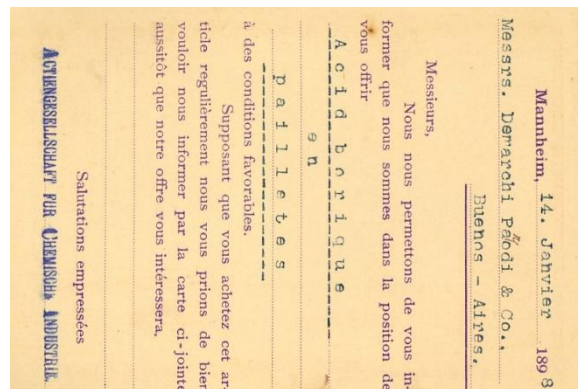 Mannheim, 14. Janvier 1898
Messrs. Demarchi Parodi & Co.,
Buenos - Aires.
Messieurs,
Nous nous permettons de vous in-
former que nous sommes dans la position de
vous offrir
Acid borique
en
paillettes
à des conditions favorables.
Supposant que vous achetez cet ar-
ticle regulièrement nous vous prions de bien
vouloir nous informer par la carte ci-jointe
aussitôt que notre offre vous intéressera.
Salutations empressées
ACTIENGESELLSCHAFT FÜR CHEMISCHE INDUSTRIE.